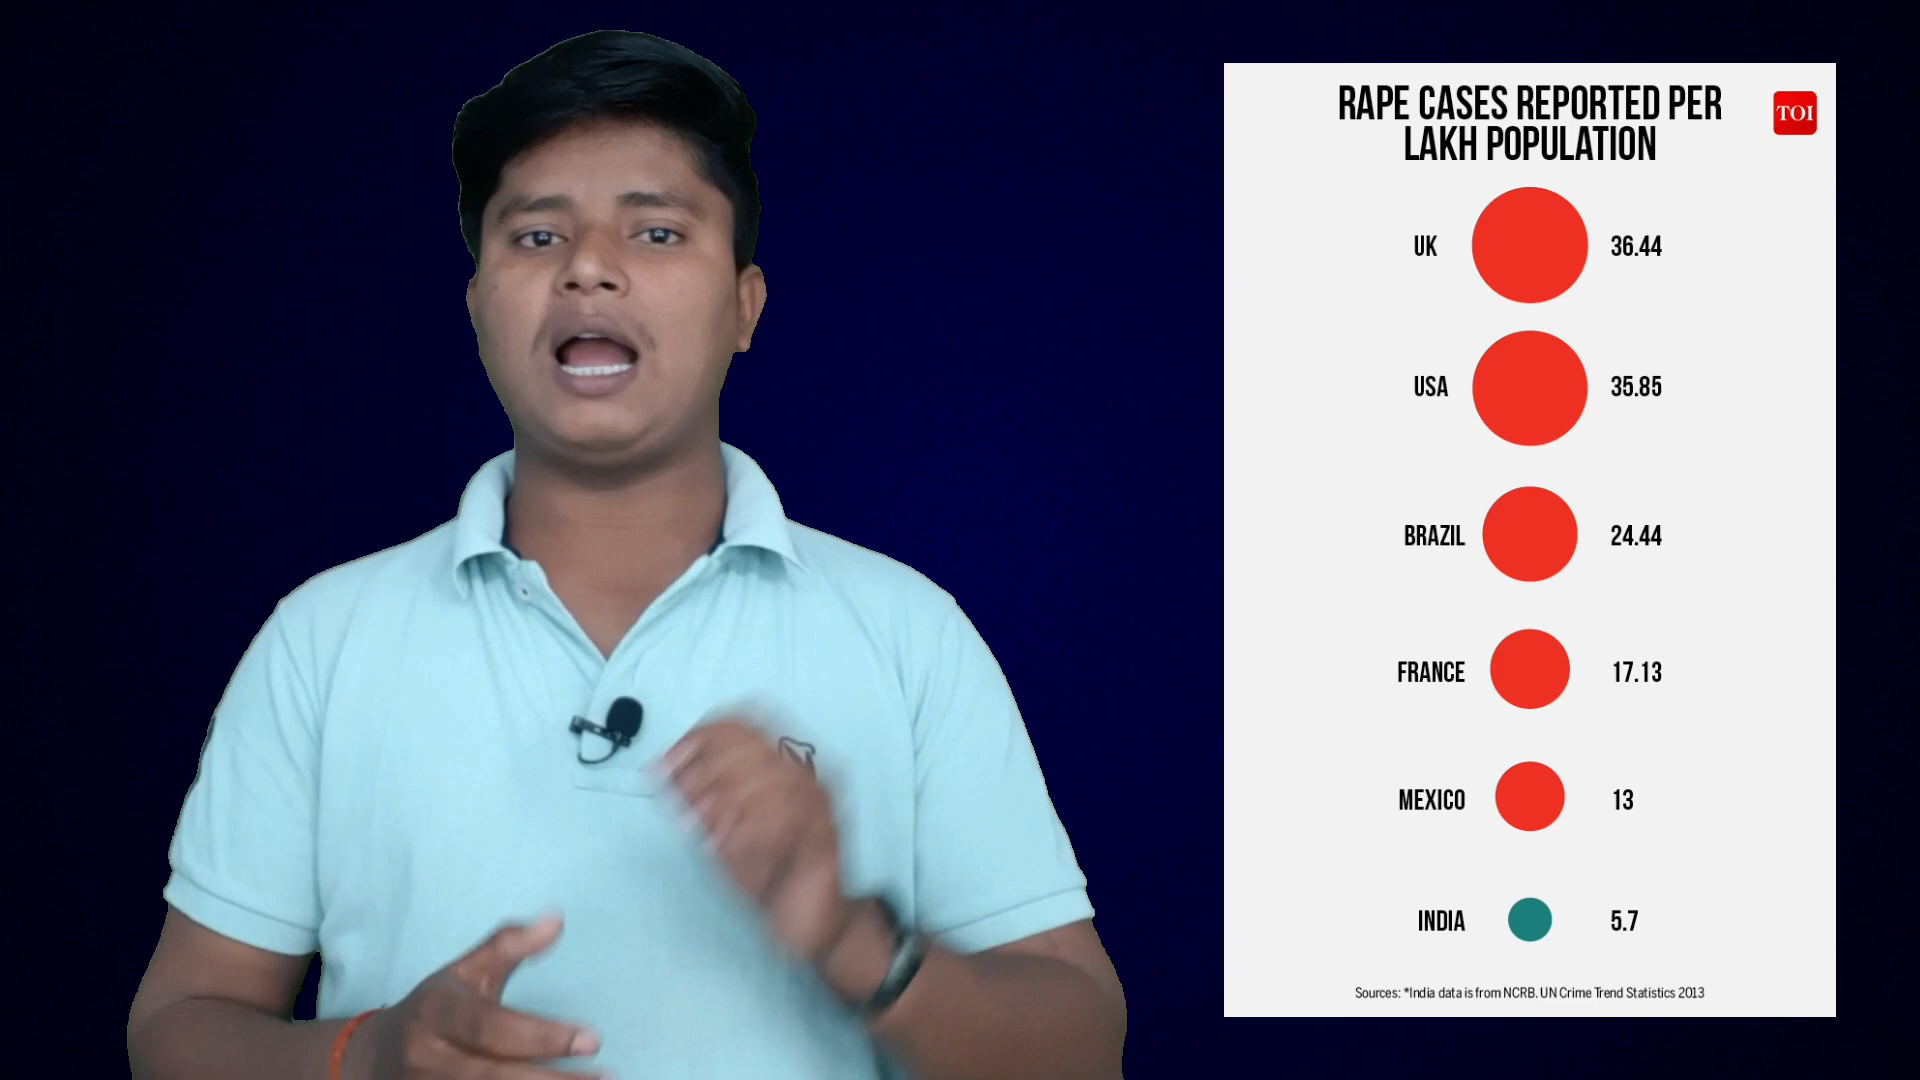 RAPE CASES REPORTED PER
LAKH POPULATION
TOI
UK 36.44
USA 35.85
BRAZIL 24.44
FRANCE 17.13
MEXICO 13
INDIA 5.7
Sources: *India data is from NCRB. UN Crime Trend Statistics 2013